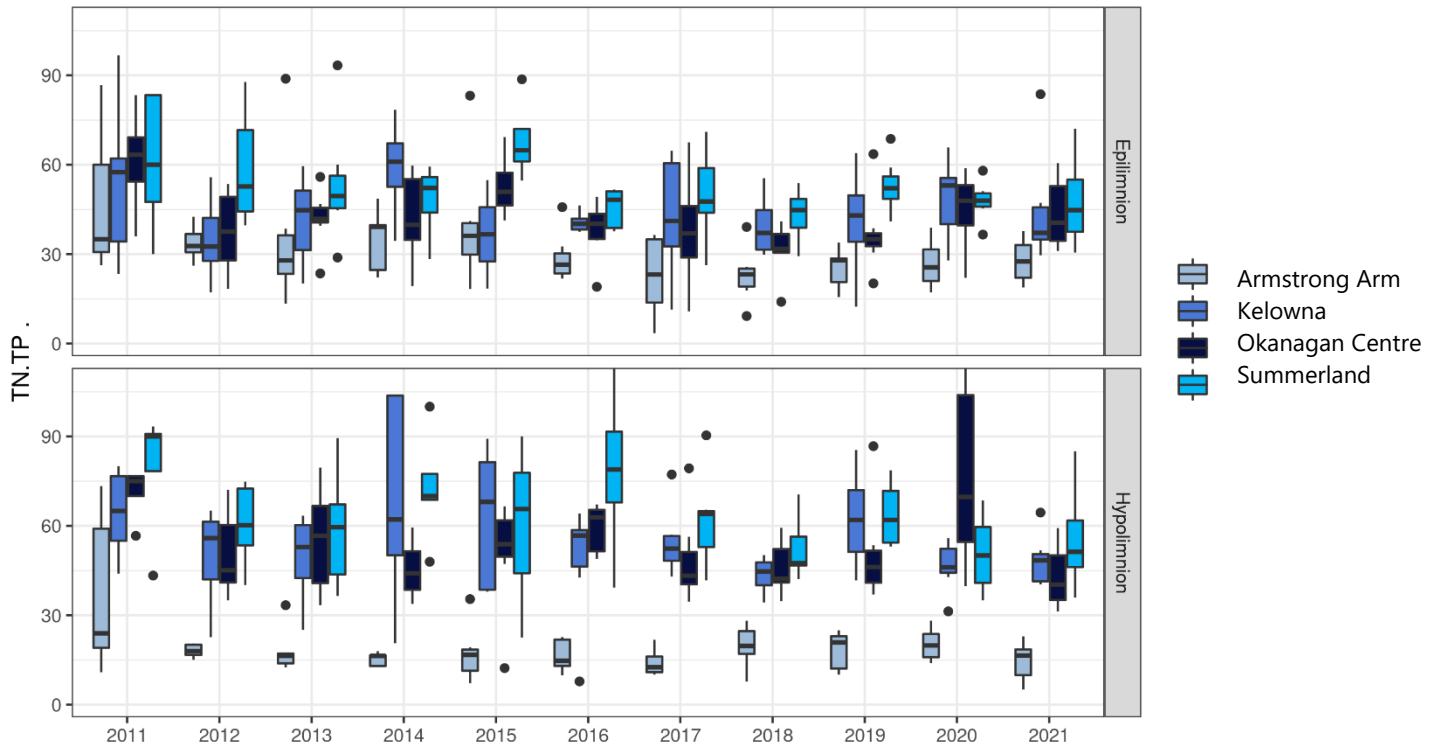 TN.TP .
90
60
30
0
Epilimnion
90
60
30
0
Hypolimnion
2011 2012 2013 2014 2015 2016 2017 2018 2019 2020 2021
Armstrong Arm
Kelowna
Okanagan Centre
Summerland